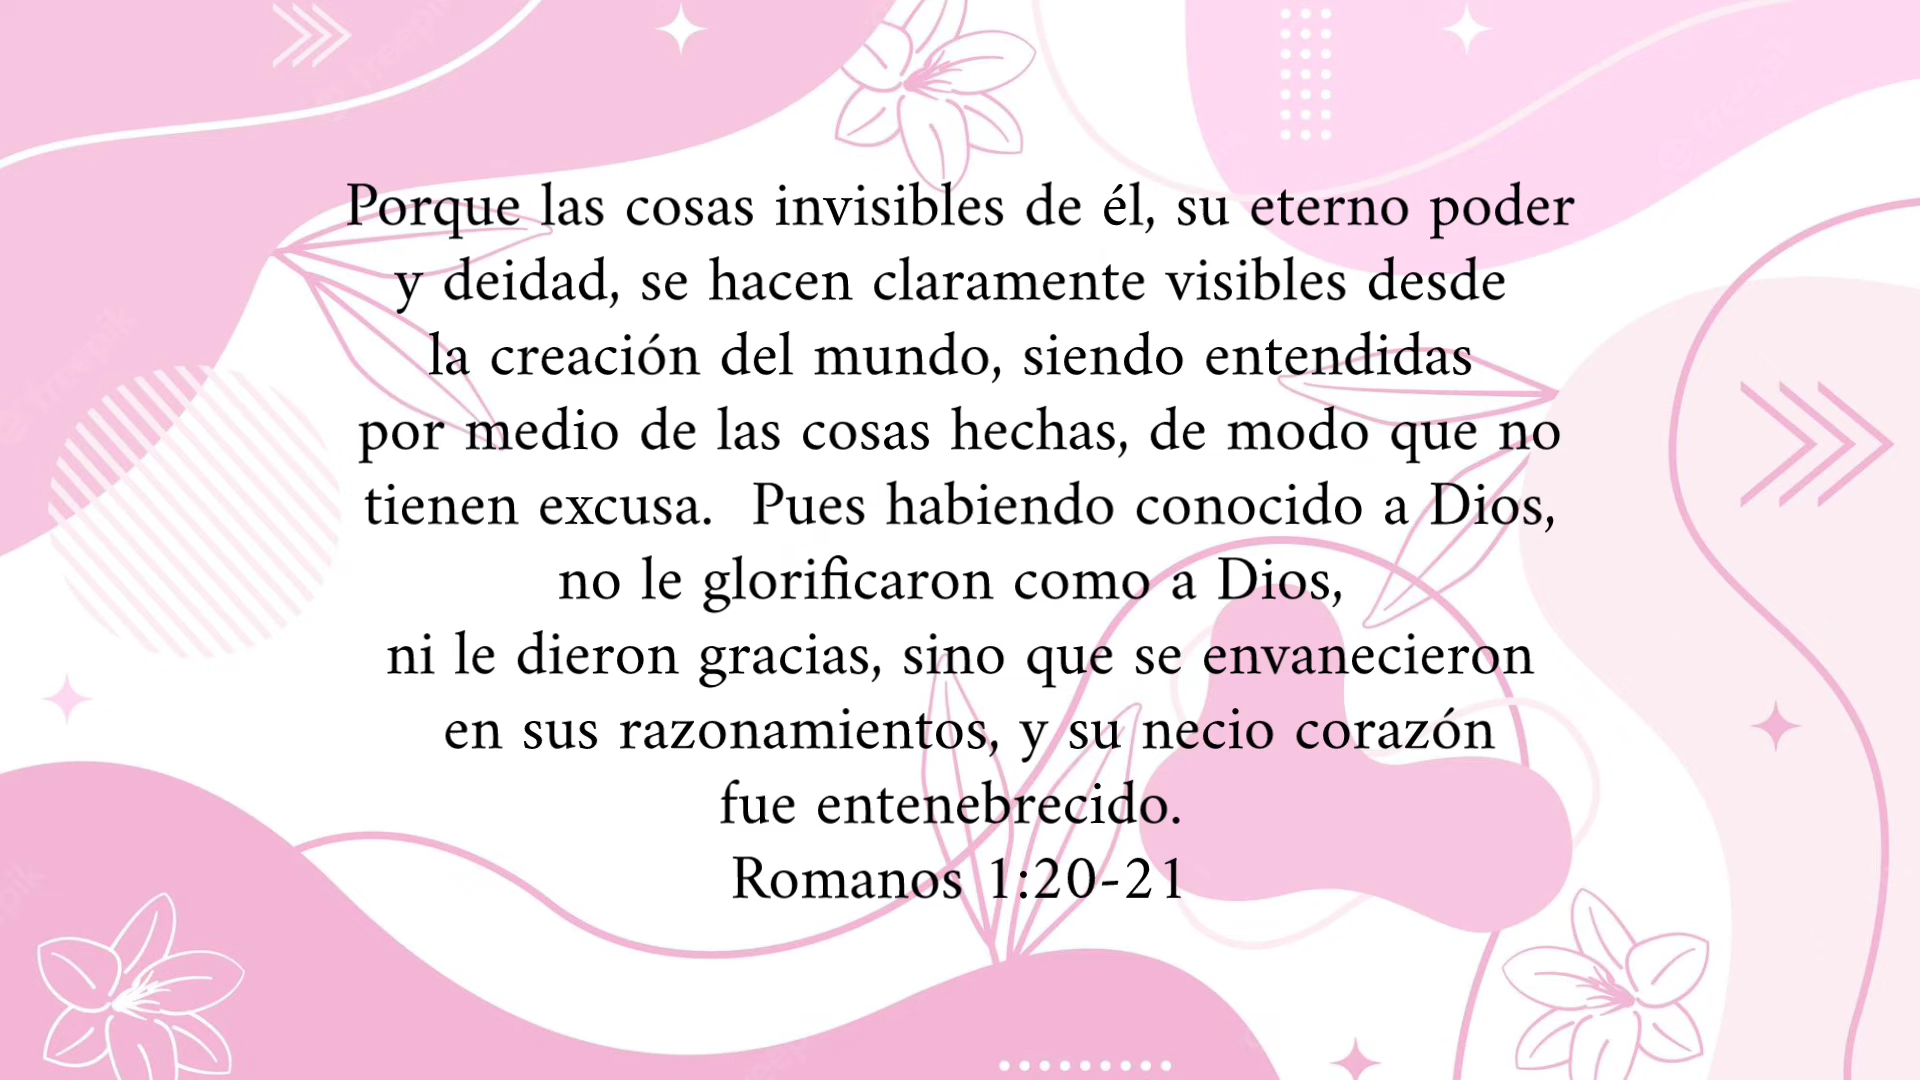 Porque las cosas invisibles de él, su eterno poder
y deidad, se hacen claramente visibles desde
la creación del mundo, siendo entendidas
por medio de las cosas hechas, de modo que no
tienen excusa.  Pues habiendo conocido a Dios,
no le glorificaron como a Dios,
ni le dieron gracias, sino que se envanecieron
en sus razonamientos, y su necio corazón
fue entenebrecido.
Romanos 1:20-21